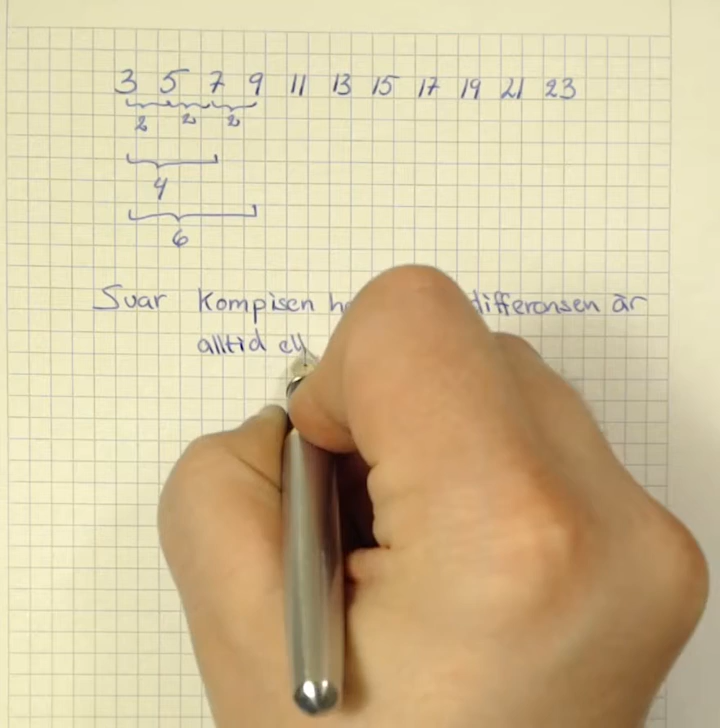 3 5 7 9 11 13 15 17 19 21 23
2 2 2
4
6
Svar Kompisen differensen är
alltid